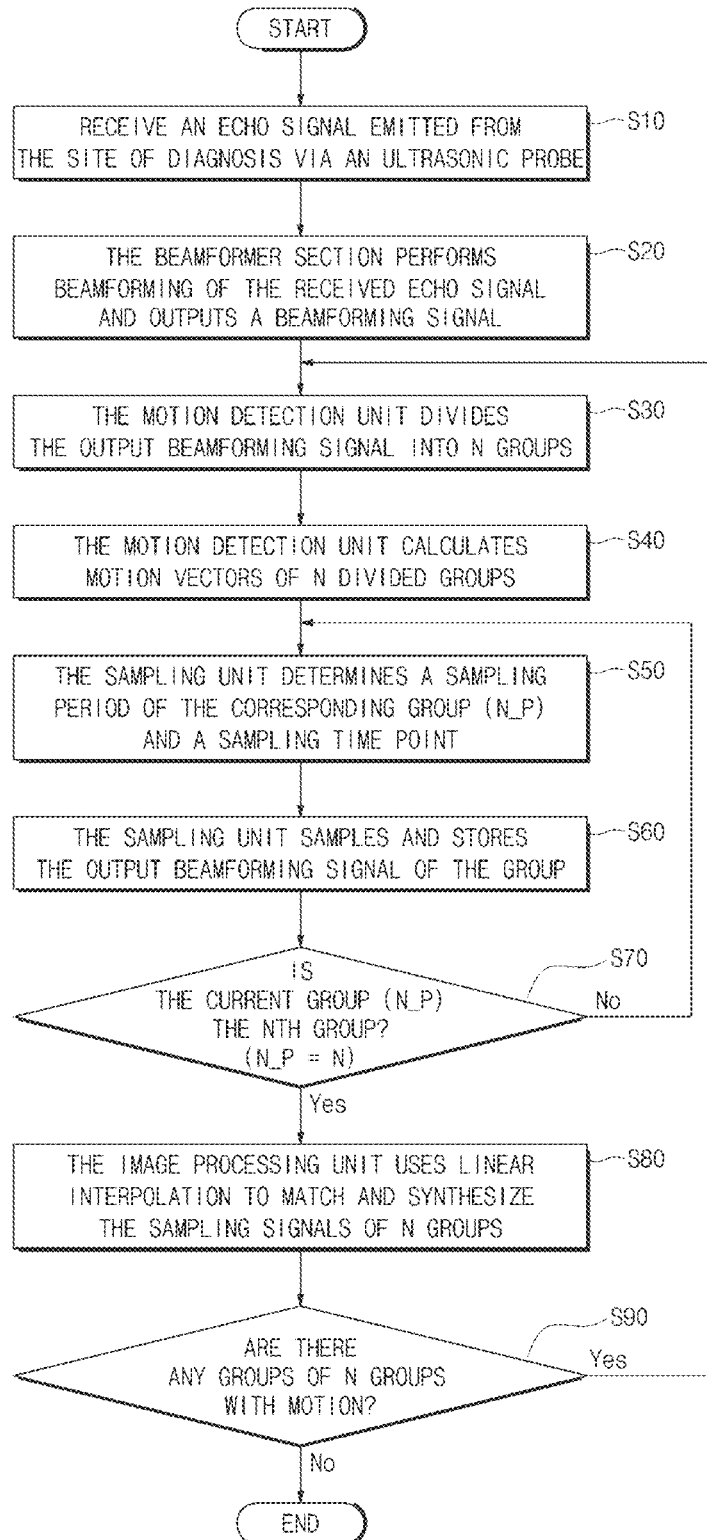 START
RECEIVE AN ECHO SIGNAL EMITTED FROM
THE SITE OF DIAGNOSIS VIA AN ULTRASONIC PROBE
S10
THE BEAMFORMER SECTION PERFORMS
BEAMFORMING OF THE RECEIVED ECHO SIGNAL
AND OUTPUTS A BEAMFORMING SIGNAL
S20
THE MOTION DETECTION UNIT DIVIDES
THE OUTPUT BEAMFORMING SIGNAL INTO N GROUPS
S30
THE MOTION DETECTION UNIT CALCULATES
MOTION VECTORS OF N DIVIDED GROUPS
S40
THE SAMPLING UNIT DETERMINES A SAMPLING
PERIOD OF THE CORRESPONDING GROUP (N_P)
AND A SAMPLING TIME POINT
S50
THE SAMPLING UNIT SAMPLES AND STORES
THE OUTPUT BEAMFORMING SIGNAL OF THE GROUP
S60
IS
THE CURRENT GROUP (N_P)
THE NTH GROUP?
(N_P = N)
S70
No
Yes
THE IMAGE PROCESSING UNIT USES LINEAR
INTERPOLATION TO MATCH AND SYNTHESIZE
THE SAMPLING SIGNALS OF N GROUPS
S80
ARE THERE
ANY GROUPS OF N GROUPS
WITH MOTION?
S90
Yes
No
END